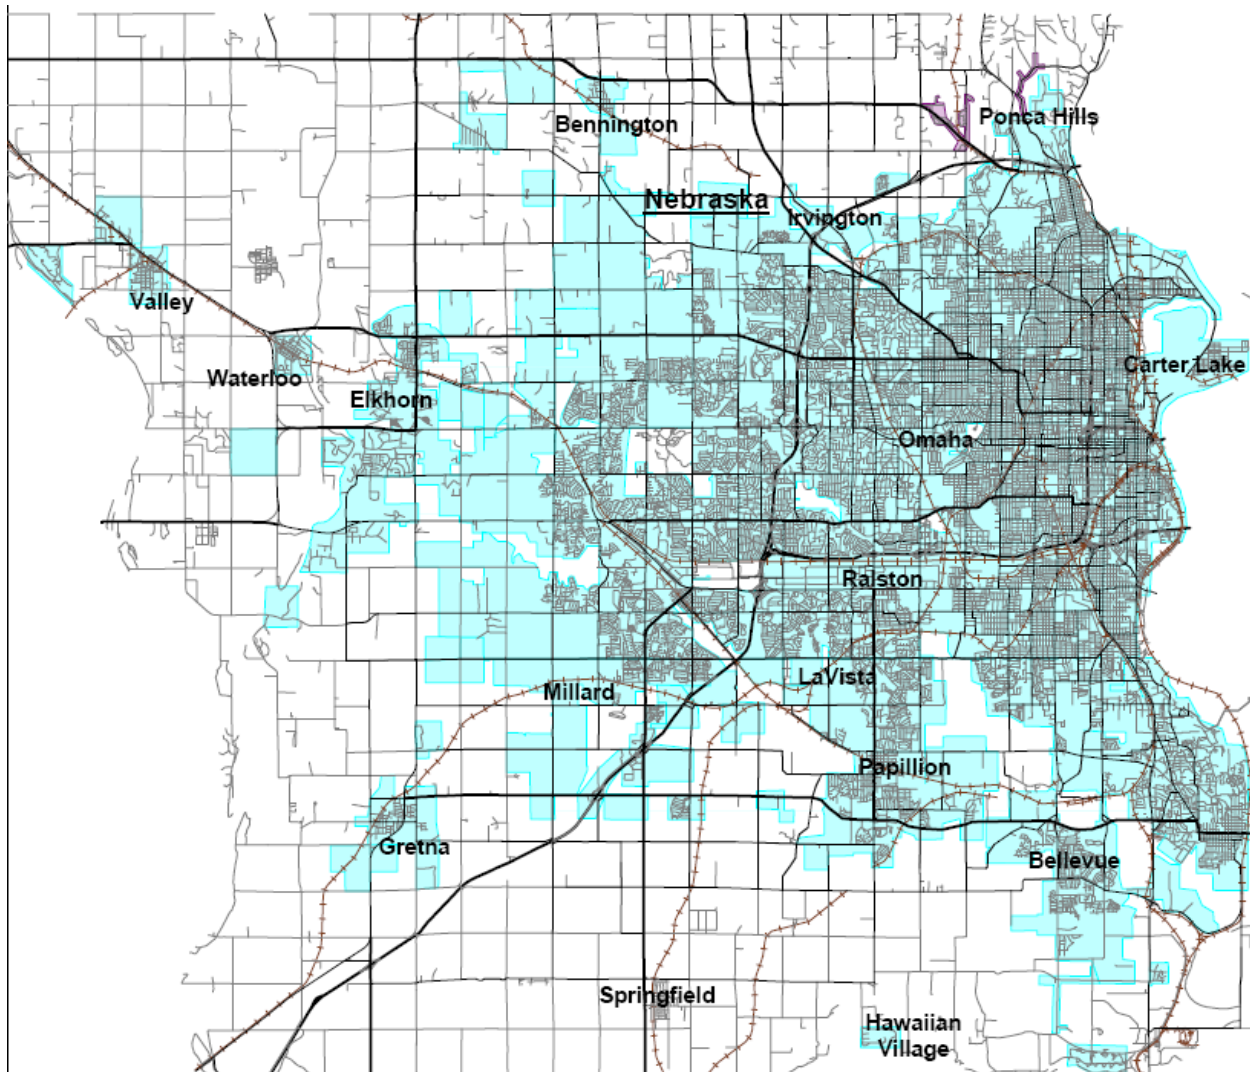 Ponca Hills
Bennington
Nebraska
Irvington
Valley
Carter Lake
Waterloo
Elkhorn
Omaha
Ralston
LaVista
Millard
Papillion
Gretna
Bellevue
Springfield
Hawaiian
Village